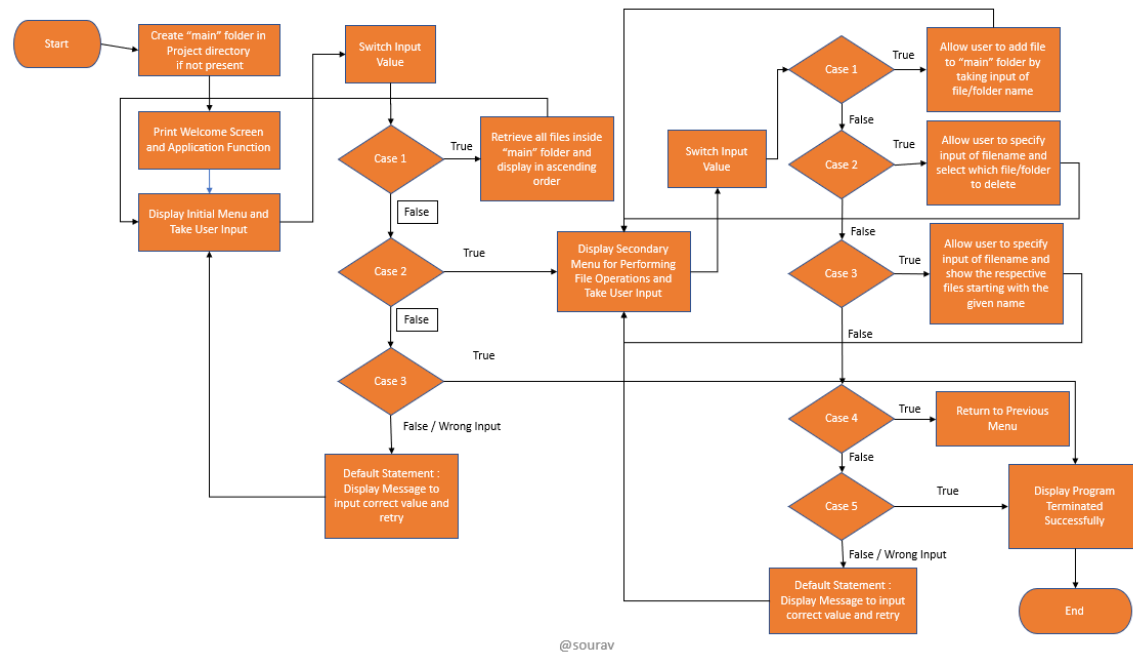 Start
Create “main” folder in
Project directory
if not present
Print Welcome Screen
and Application Function
Display Initial Menu and
Take User Input
Switch Input
Value
Case 1
True
Retrieve all files inside
“main” folder and
display in ascending
order
False
Case 2
True
False
Case 3
True
False / Wrong Input
Default Statement :
Display Message to
input correct value and
retry
Display Secondary
Menu for Performing
File Operations and
Take User Input
Switch Input
Value
Case 1
True
Allow user to add file
to “main” folder by
taking input of
file/folder name
False
Case 2
True
Allow user to specify
input of filename and
select which file/folder
to delete
False
Case 3
True
Allow user to specify
input of filename and
show the respective
files starting with the
given name
False
Case 4
True
Return to Previous
Menu
False
Case 5
True
Display Program
Terminated
Successfully
False / Wrong Input
Default Statement :
Display Message to input
correct value and retry
End
@sourav